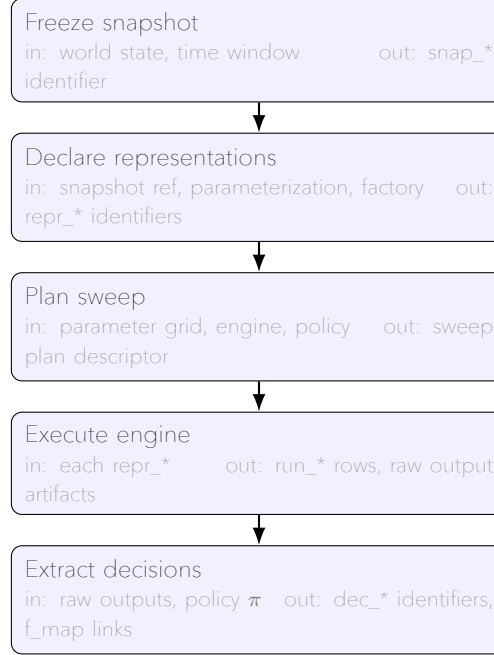 Freeze snapshot
in: world state, time window out: snap_*
identifier
Declare representations
in: snapshot ref, parameterization, factory out:
repr_* identifiers
Plan sweep
in: parameter grid, engine, policy out: sweep
plan descriptor
Execute engine
in: each repr_* out: run_* rows, raw output
artifacts
Extract decisions
in: raw outputs, policy π out: dec_* identifiers,
f_map links